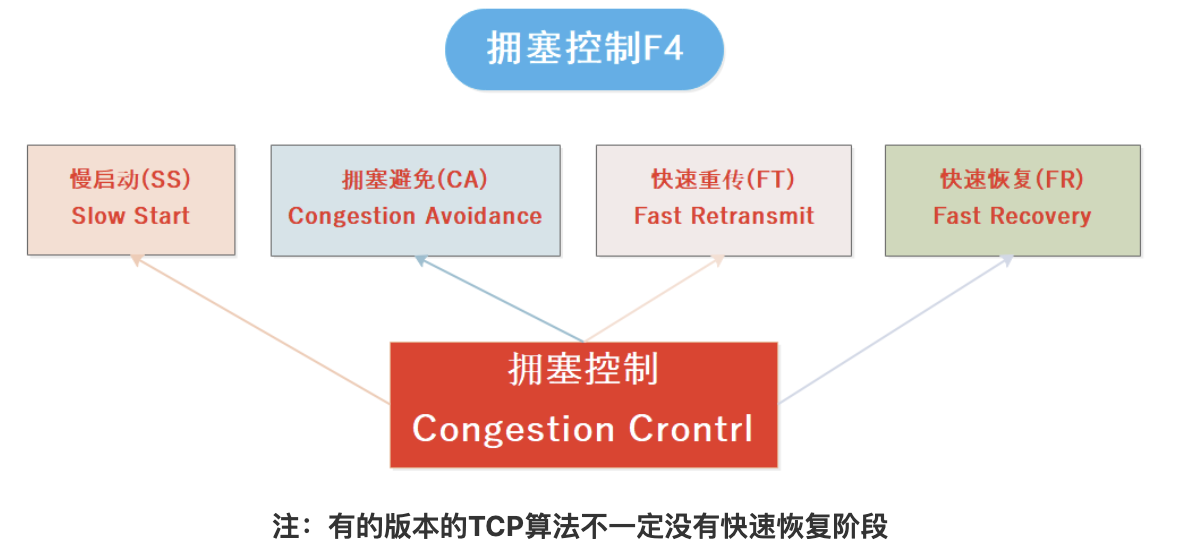 拥塞控制F4
慢启动(SS)
Slow Start
拥塞避免(CA)
Congestion Avoidance
快速重传(FT)
Fast Retransmit
快速恢复(FR)
Fast Recovery
拥塞控制
Congestion Crontrl
注：有的版本的TCP算法不一定没有快速恢复阶段